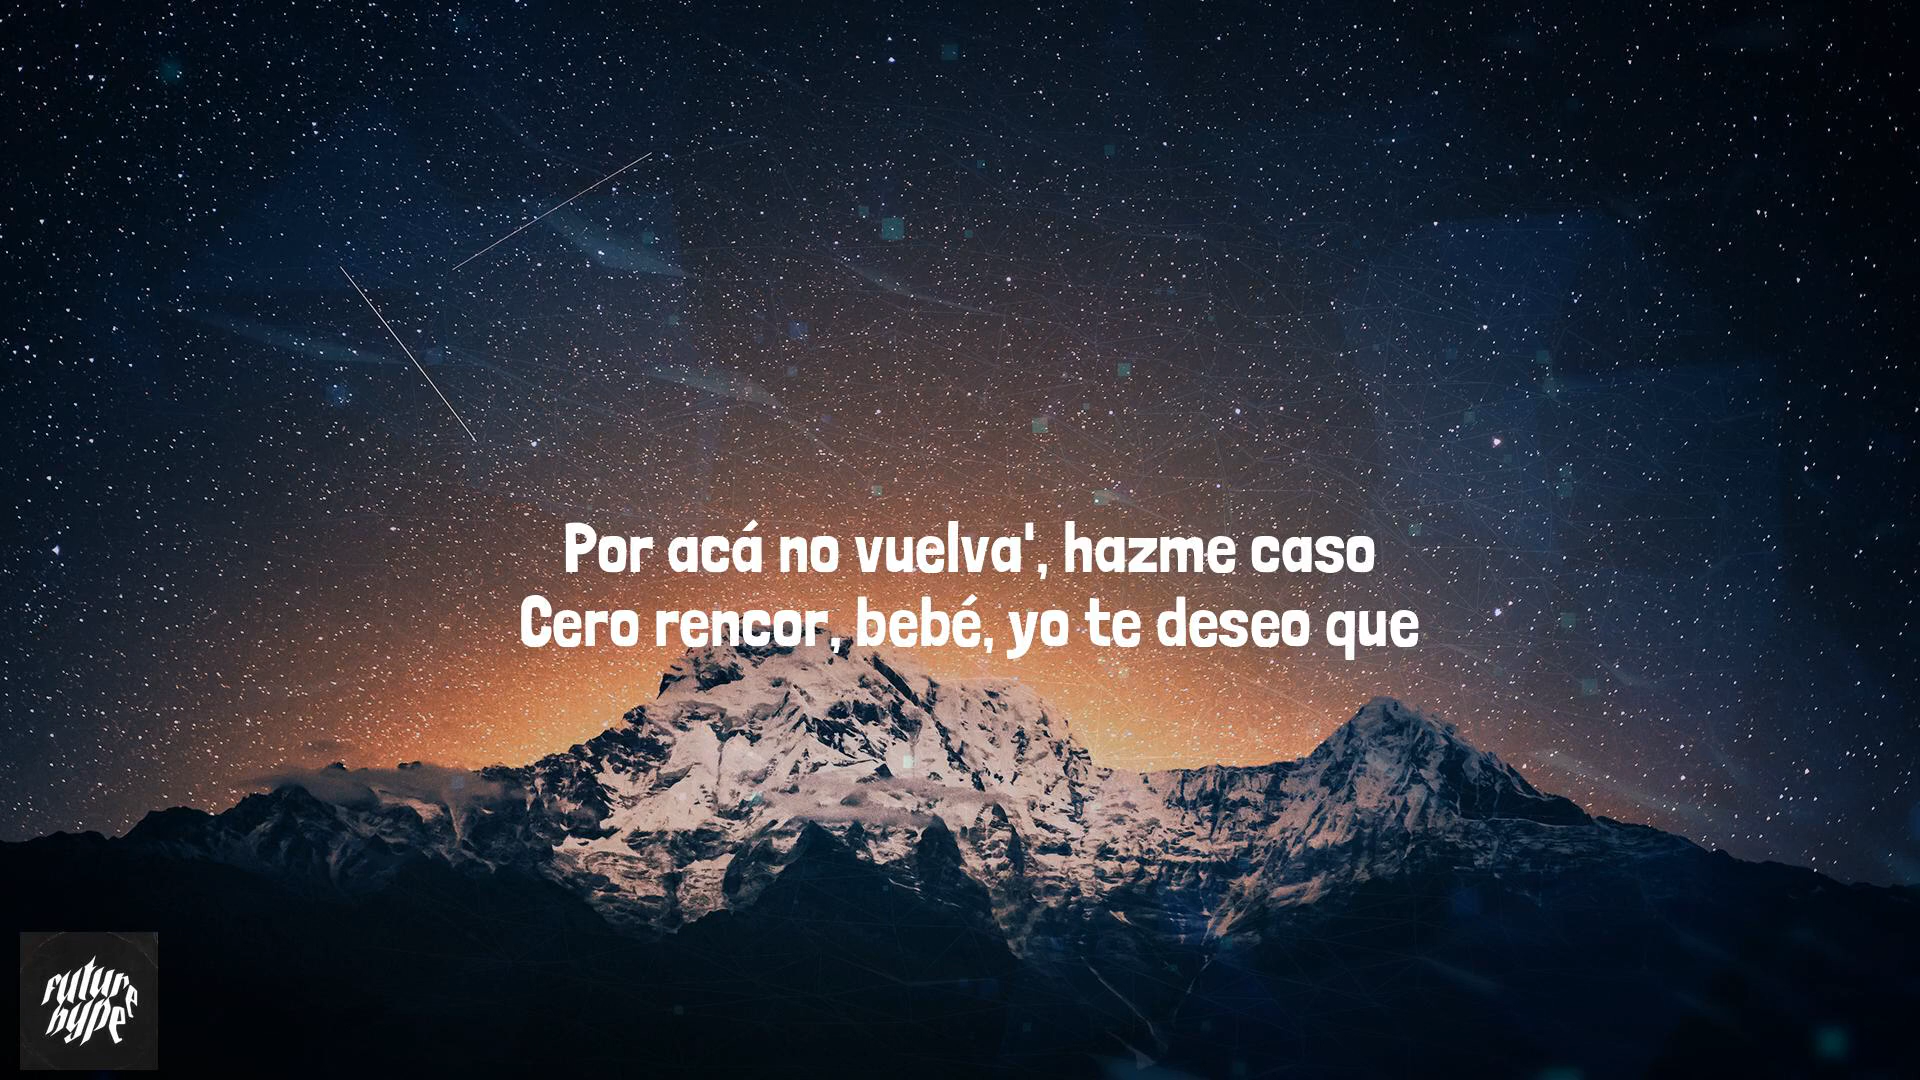 Por acá no vuelva', hazme caso
Cero rencor, bebé, yo te deseo que
future
hype